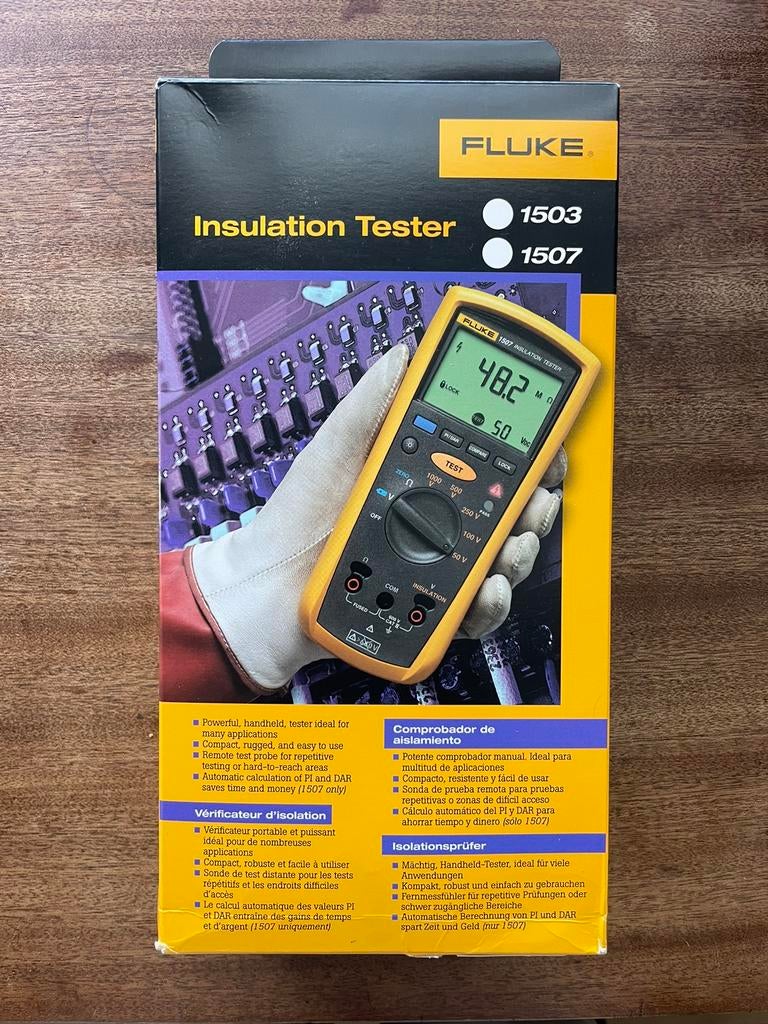 FLUKE®
Insulation Tester
1503
1507
FLUKE 1507 INSULATION TESTER
48.2 M Ω
LOCK
50 VDC
PI/DAR
COMPARE
LOCK
TEST
ZERO
Ω
1000 V
500 V
250 V
100 V
50 V
V
OFF
PASS
Ω
COM
V
INSULATION
FUSED
600 V
CAT III
■ Powerful, handheld, tester ideal for
many applications
■ Compact, rugged, and easy to use
■ Remote test probe for repetitive
testing or hard-to-reach areas
■ Automatic calculation of PI and DAR
saves time and money (1507 only)
Vérificateur d'isolation
■ Vérificateur portable et puissant
idéal pour de nombreuses
applications
■ Compact, robuste et facile à utiliser
■ Sonde de test distante pour les tests
répétitifs et les endroits difficiles
d'accès
■ Le calcul automatique des valeurs PI
et DAR entraîne des gains de temps
et d'argent (1507 uniquement)
Comprobador de
aislamiento
■ Potente comprobador manual. Ideal para
multitud de aplicaciones
■ Compacto, resistente y fácil de usar
■ Sonda de prueba remota para pruebas
repetitivas o zonas de difícil acceso
■ Cálculo automático del PI y DAR para
ahorrar tiempo y dinero (sólo 1507)
Isolationsprüfer
■ Mächtig, Handheld-Tester, ideal für viele
Anwendungen
■ Kompakt, robust und einfach zu gebrauchen
■ Fernmessfühler für repetitive Prüfungen oder
schwer zugängliche Bereiche
■ Automatische Berechnung von PI und DAR
spart Zeit und Geld (nur 1507)